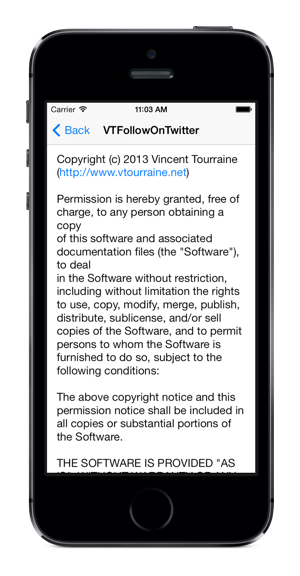 Carrier 11:03 AM
Back VTFollowOnTwitter
Copyright (c) 2013 Vincent Tourraine
(http://www.vtourraine.net)
Permission is hereby granted, free of
charge, to any person obtaining a
copy
of this software and associated
documentation files (the "Software"),
to deal
in the Software without restriction,
including without limitation the rights
to use, copy, modify, merge, publish,
distribute, sublicense, and/or sell
copies of the Software, and to permit
persons to whom the Software is
furnished to do so, subject to the
following conditions:
The above copyright notice and this
permission notice shall be included in
all copies or substantial portions of
the Software.
THE SOFTWARE IS PROVIDED "AS